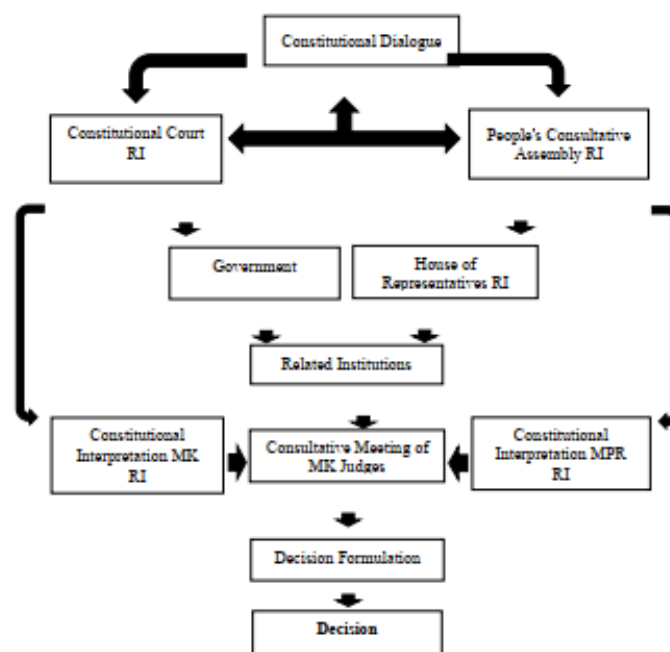 Constitutional Dialogue
Constitutional Court
RI
People's Consultative
Assembly RI
Government
House of
Representatives RI
Related Institutions
Constitutional
Interpretation MK
RI
Consultative Meeting of
MK Judges
Constitutional
Interpretation MPR
RI
Decision Formulation
Decision